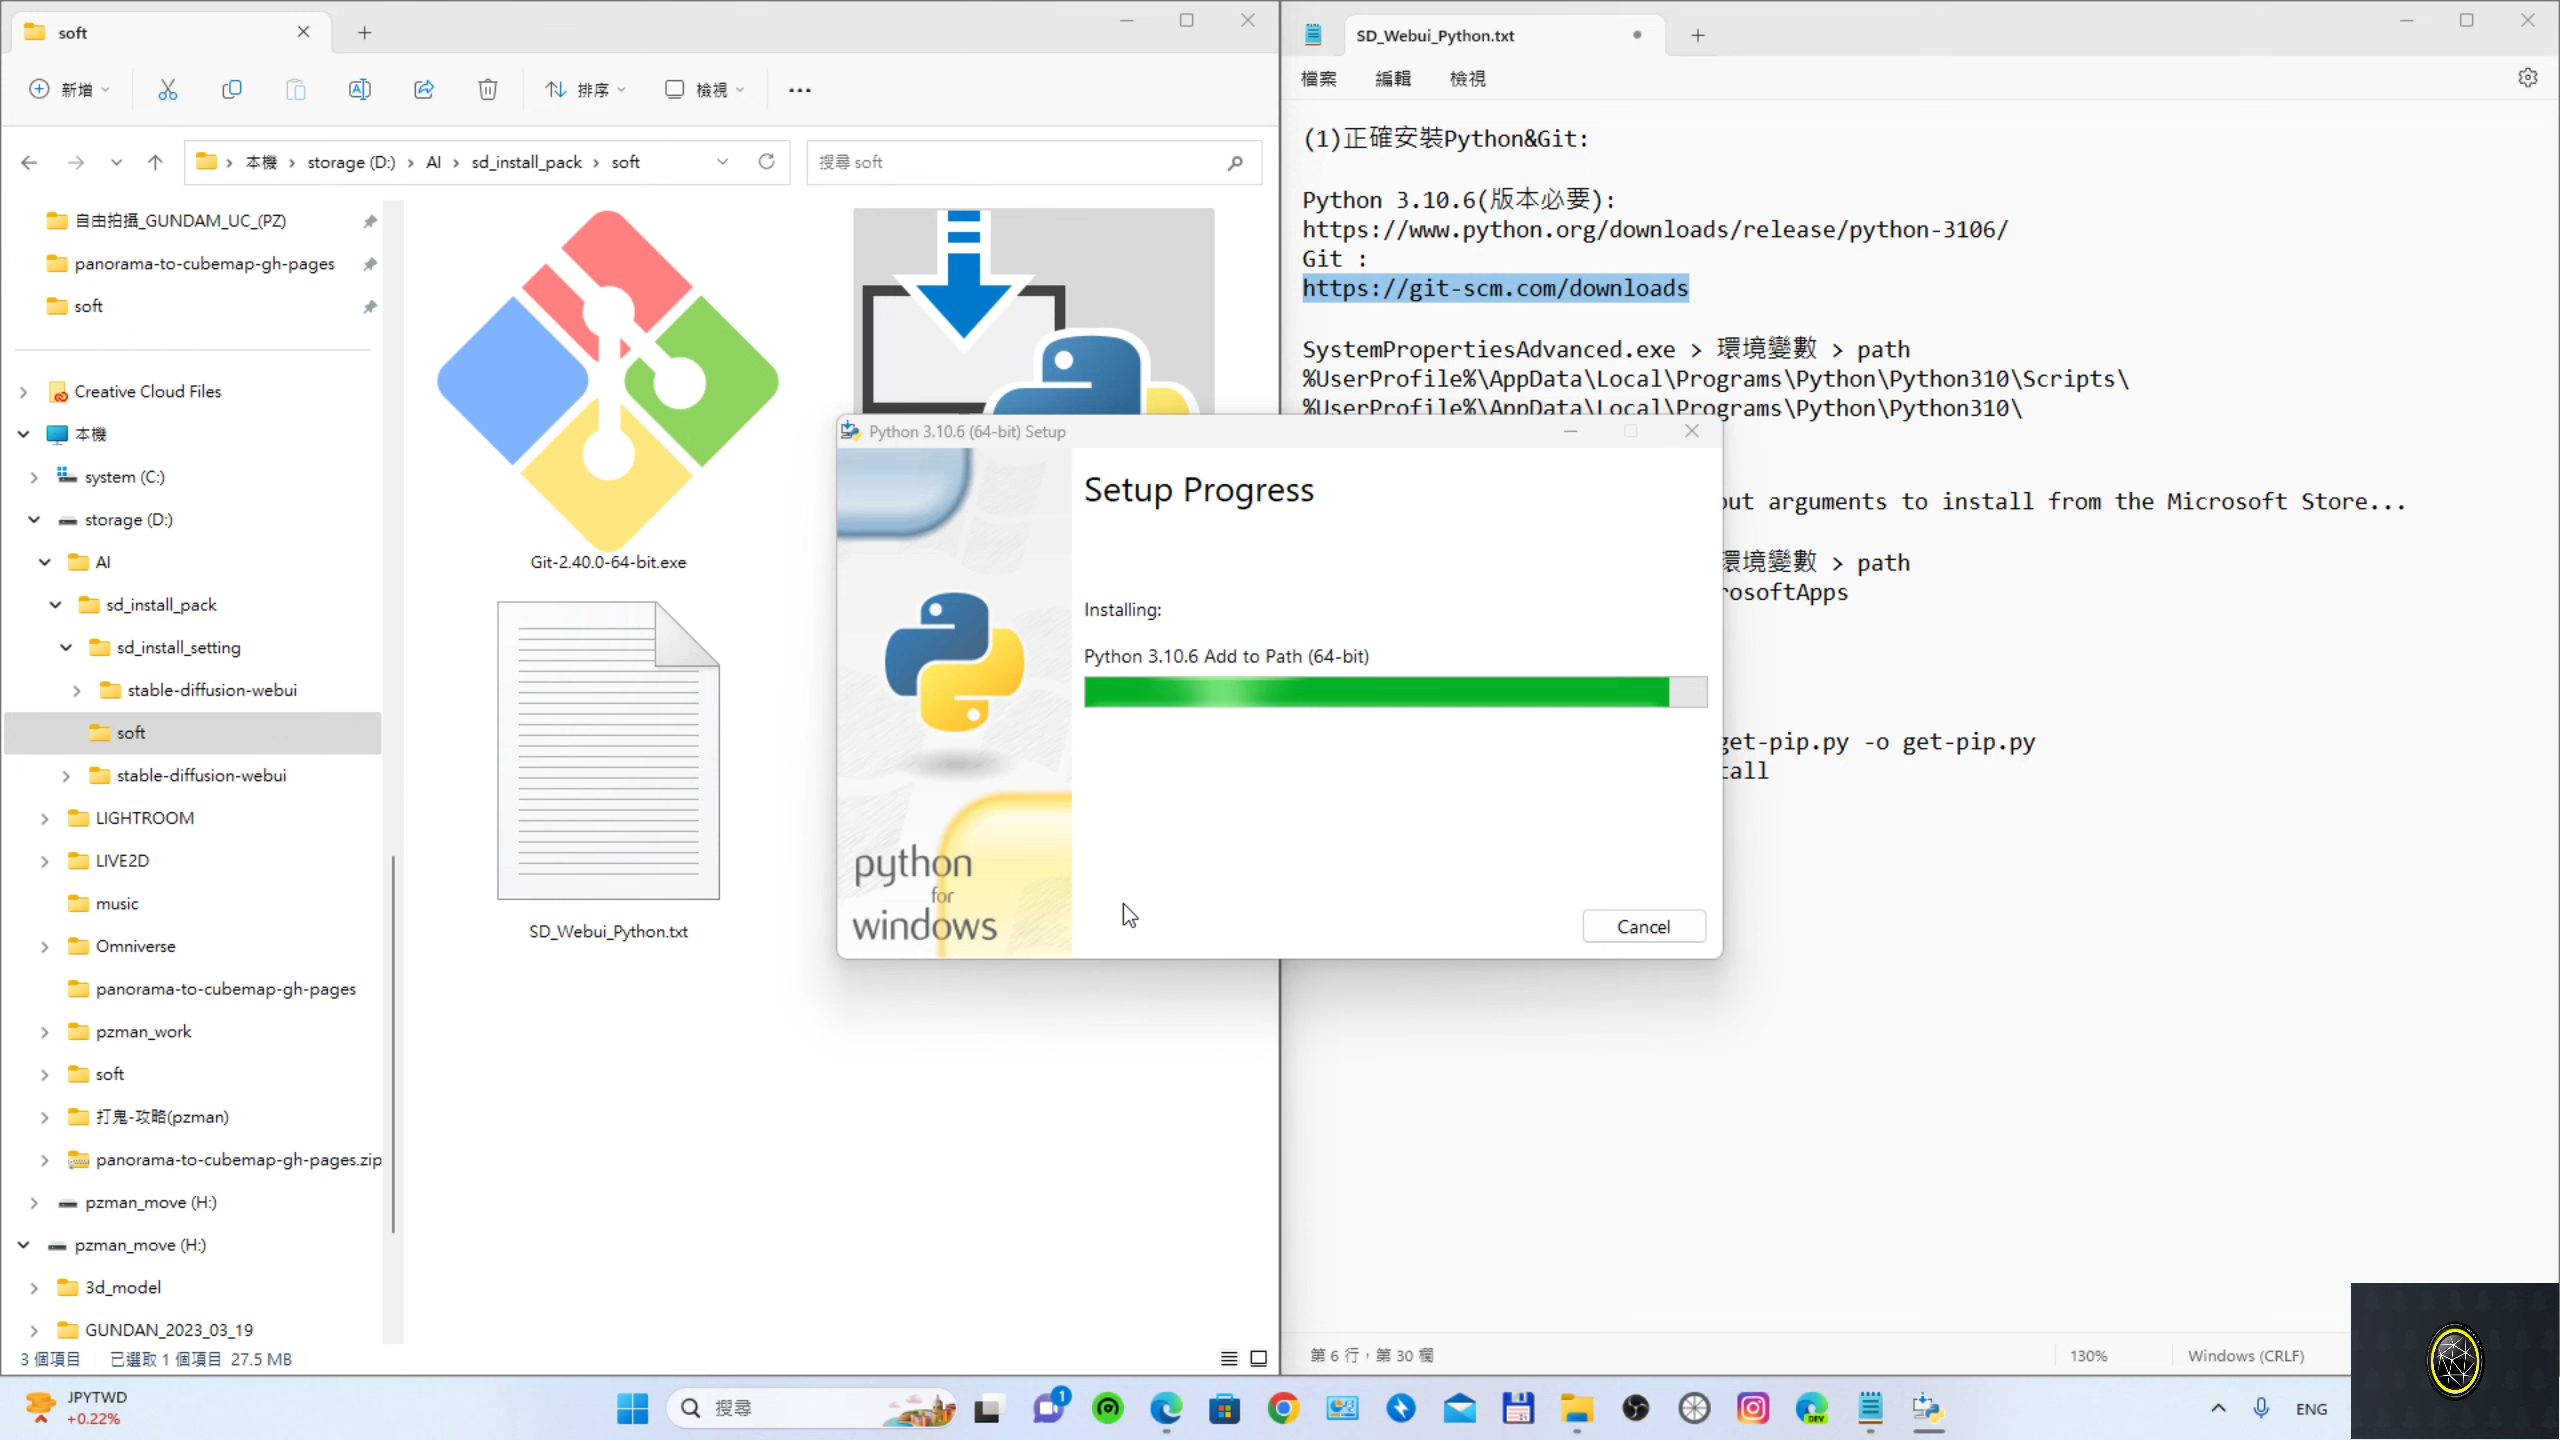 soft
新增
排序
檢視
本機 > storage (D:) > AI > sd_install_pack > soft
搜尋 soft
自由拍攝_GUNDAM_UC_(PZ)
panorama-to-cubemap-gh-pages
soft
Creative Cloud Files
本機
system (C:)
storage (D:)
AI
sd_install_pack
sd_install_setting
stable-diffusion-webui
soft
stable-diffusion-webui
LIGHTROOM
LIVE2D
music
Omniverse
panorama-to-cubemap-gh-pages
pzman_work
soft
打鬼-攻略(pzman)
panorama-to-cubemap-gh-pages.zip
pzman_move (H:)
pzman_move (H:)
3d_model
GUNDAN_2023_03_19
Git-2.40.0-64-bit.exe
SD_Webui_Python.txt
3 個項目 已選取 1 個項目 27.5 MB
SD_Webui_Python.txt
檔案 編輯 檢視
(1)正確安裝Python&Git:
Python 3.10.6(版本必要):
https://www.python.org/downloads/release/python-3106/
Git :
https://git-scm.com/downloads
SystemPropertiesAdvanced.exe > 環境變數 > path
%UserProfile%\AppData\Local\Programs\Python\Python310\Scripts\
%UserProfile%\AppData\Local\Programs\Python\Python310\
out arguments to install from the Microsoft Store...
環境變數 > path
rosoftApps
get-pip.py -o get-pip.py
tall
第 6 行，第 30 欄
130%
Windows (CRLF)
Python 3.10.6 (64-bit) Setup
Setup Progress
Installing:
Python 3.10.6 Add to Path (64-bit)
python
for
windows
Cancel
JPYTWD
+0.22%
搜尋
1
DEV
ENG